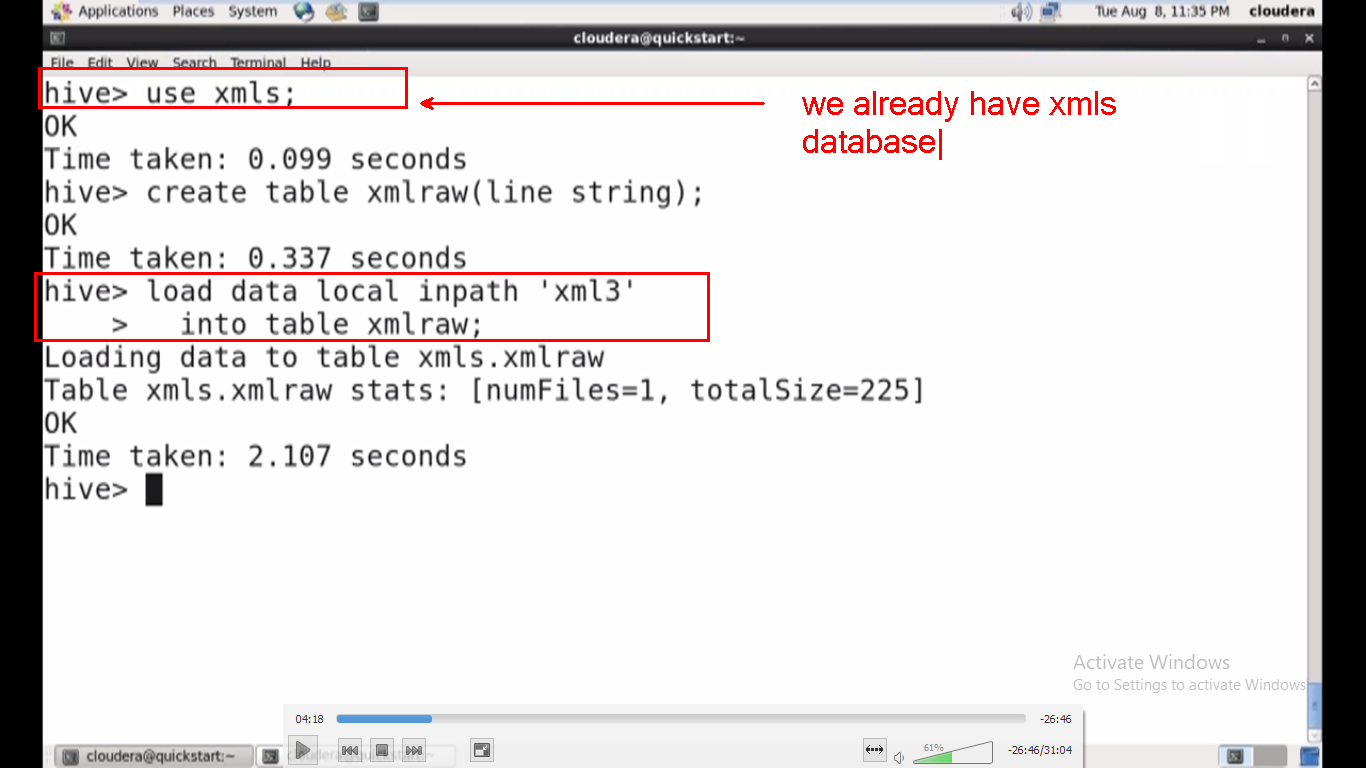 Applications Places System Tue Aug 8, 11:35 PM cloudera
cloudera@quickstart:~
File Edit View Search Terminal Help
hive> use xmls;
we already have xmls
database
OK
Time taken: 0.099 seconds
hive> create table xmlraw(line string);
OK
Time taken: 0.337 seconds
hive> load data local inpath 'xml3'
> into table xmlraw;
Loading data to table xmls.xmlraw
Table xmls.xmlraw stats: [numFiles=1, totalSize=225]
OK
Time taken: 2.107 seconds
hive>
Activate Windows
Go to Settings to activate Windows
04:18 -26:46
61% -26:46/31:04
cloudera@quickstart:~ cloudera@quickstart:~